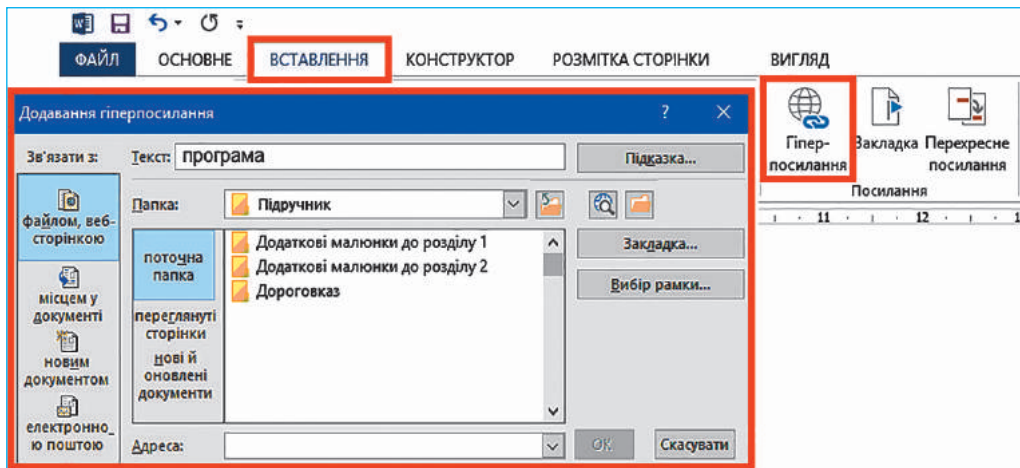 ФАЙЛ ОСНОВНЕ ВСТАВЛЕННЯ КОНСТРУКТОР РОЗМІТКА СТОРІНКИ ВИГЛЯД
Додавання гіперпосилання ? ×
Зв'язати з:
файлом, веб-
сторінкою
місцем у
документі
новим
документом
електронно_
ю поштою
Текст: програма
Підказка...
Папка: Підручник
поточна
папка
переглянуті
сторінки
нові й
оновлені
документи
Додаткові малюнки до розділу 1
Додаткові малюнки до розділу 2
Дороговказ
Закладка...
Вибір рамки...
Адреса:
ОК
Скасувати
Гіпер-
посилання
Закладка
Перехресне
посилання
Посилання
11 12 1